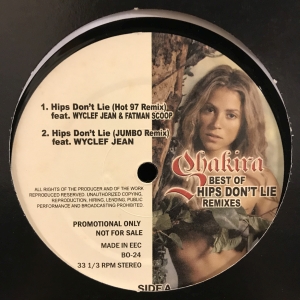 1. Hips Don't Lie (Hot 97 Remix)
feat. WYCLEF JEAN & FATMAN SCOOP
2. Hips Don't Lie (JUMBO Remix)
feat. WYCLEF JEAN
Shakira
BEST OF
HIPS DON'T LIE
REMIXES
ALL RIGHTS OF THE PRODUCER AND OF THE WORK
REPRODUCED RESERVED. UNAUTHORIZED COPYING,
REPRODUCTION, HIRING, LENDING, PUBLIC
PERFORMANCE AND BROADCASTING PROHIBITED.
PROMOTIONAL ONLY
NOT FOR SALE
MADE IN EEC
BO-24
33 1/3 RPM STEREO
SIDE A